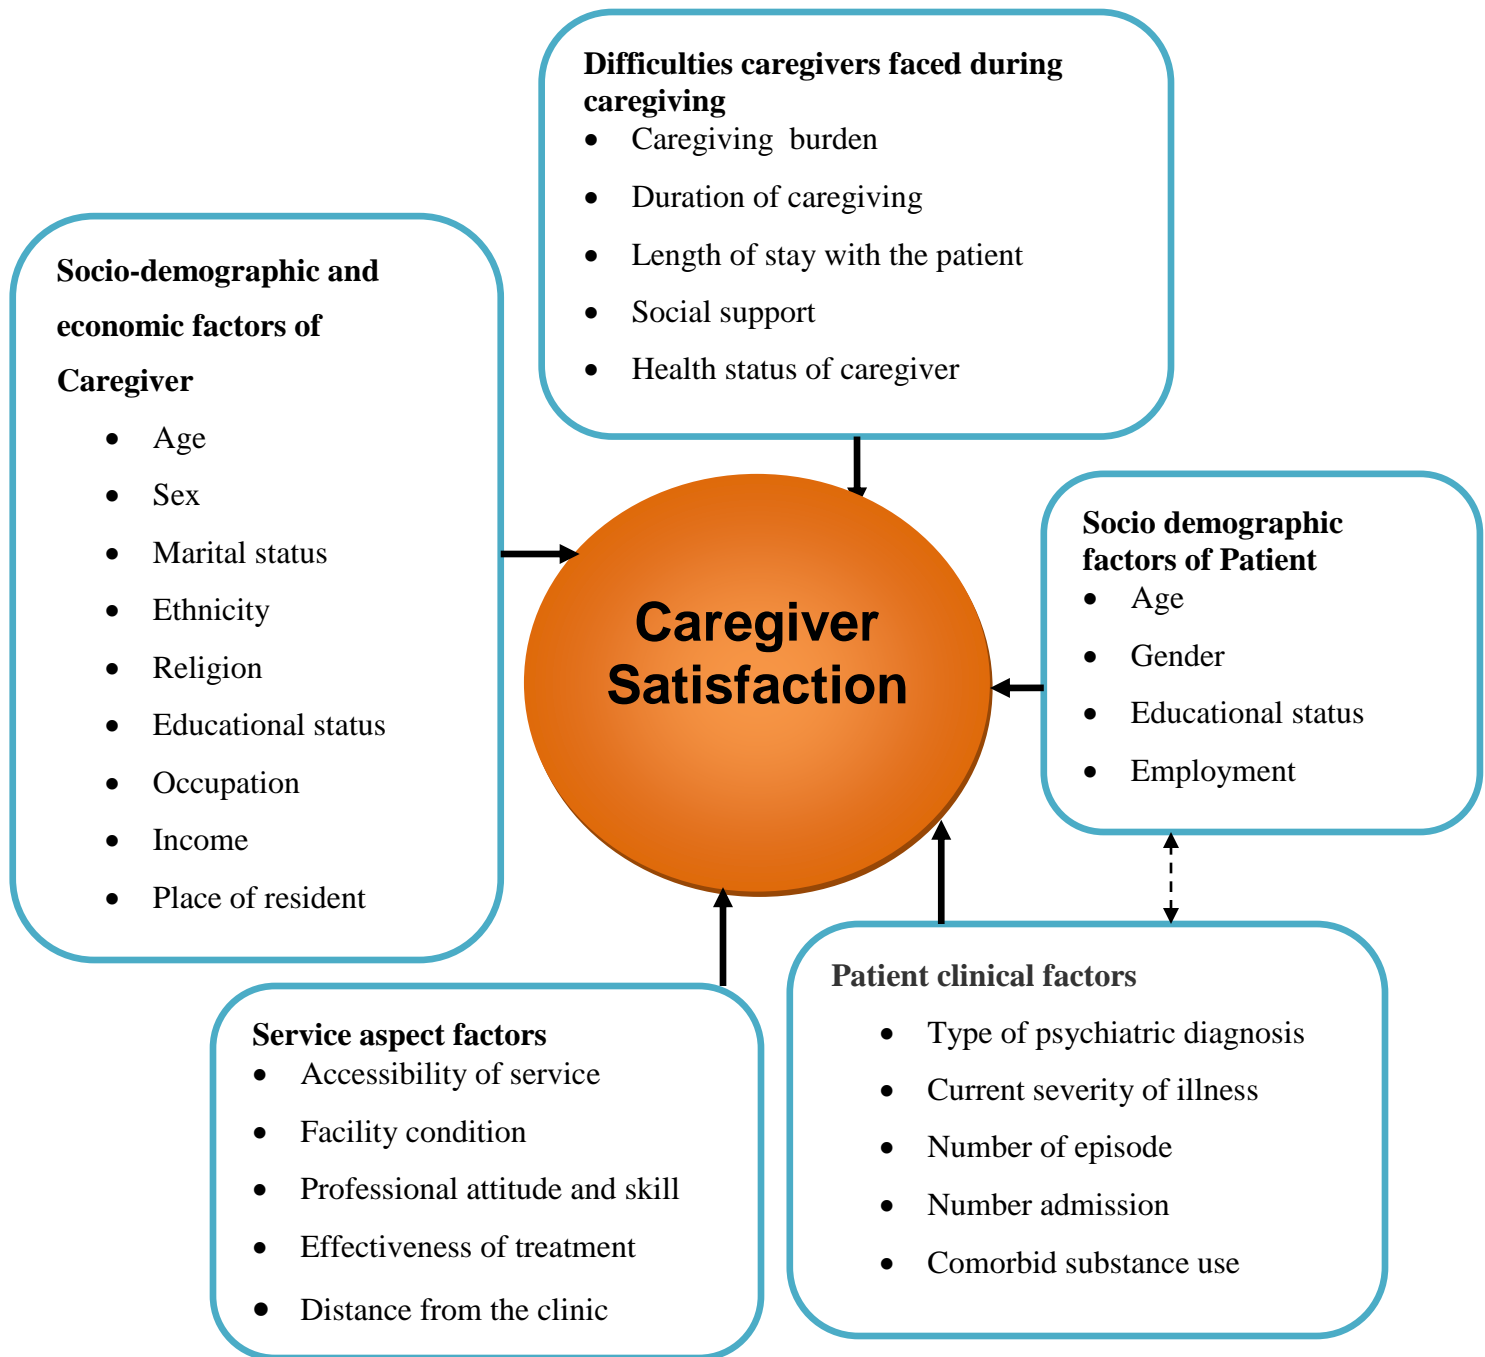 Difficulties caregivers faced during
caregiving
• Caregiving burden
• Duration of caregiving
• Length of stay with the patient
• Social support
• Health status of caregiver
Socio-demographic and
economic factors of
Caregiver
• Age
• Sex
• Marital status
• Ethnicity
• Religion
• Educational status
• Occupation
• Income
• Place of resident
Caregiver
Satisfaction
Socio demographic
factors of Patient
• Age
• Gender
• Educational status
• Employment
Service aspect factors
• Accessibility of service
• Facility condition
• Professional attitude and skill
• Effectiveness of treatment
• Distance from the clinic
Patient clinical factors
• Type of psychiatric diagnosis
• Current severity of illness
• Number of episode
• Number admission
• Comorbid substance use